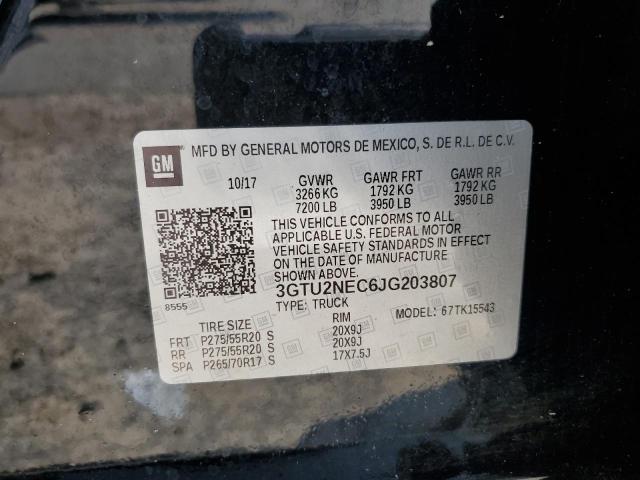 GM MFD BY GENERAL MOTORS DE MEXICO, S. DE R.L. DE C.V.
10/17 GVWR GAWR FRT GAWR RR
3266 KG 1792 KG 1792 KG
7200 LB 3950 LB 3950 LB
THIS VEHICLE CONFORMS TO ALL
APPLICABLE U.S. FEDERAL MOTOR
VEHICLE SAFETY STANDARDS IN EFFECT
ON THE DATE OF MANUFACTURE
SHOWN ABOVE.
8555 3GTU2NEC6JG203807
TYPE: TRUCK MODEL: 67TK15543
TIRE SIZE RIM
FRT P275/55R20 S 20X9J
RR P275/55R20 S 20X9J
SPA P265/70R17 S 17X7.5J